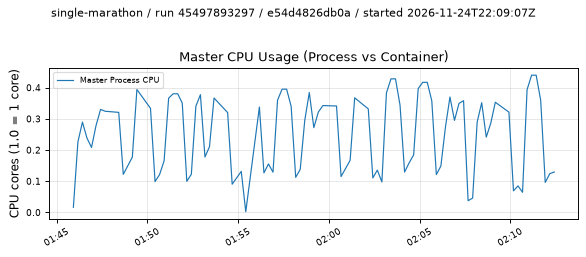 single-marathon / run 45497893297 / e54d4826db0a / started 2026-11-24T22:09:07Z
Master CPU Usage (Process vs Container)
Master Process CPU
CPU cores (1.0 = 1 core)
0.4
0.3
0.2
0.1
0.0
01:45
01:50
01:55
02:00
02:05
02:10